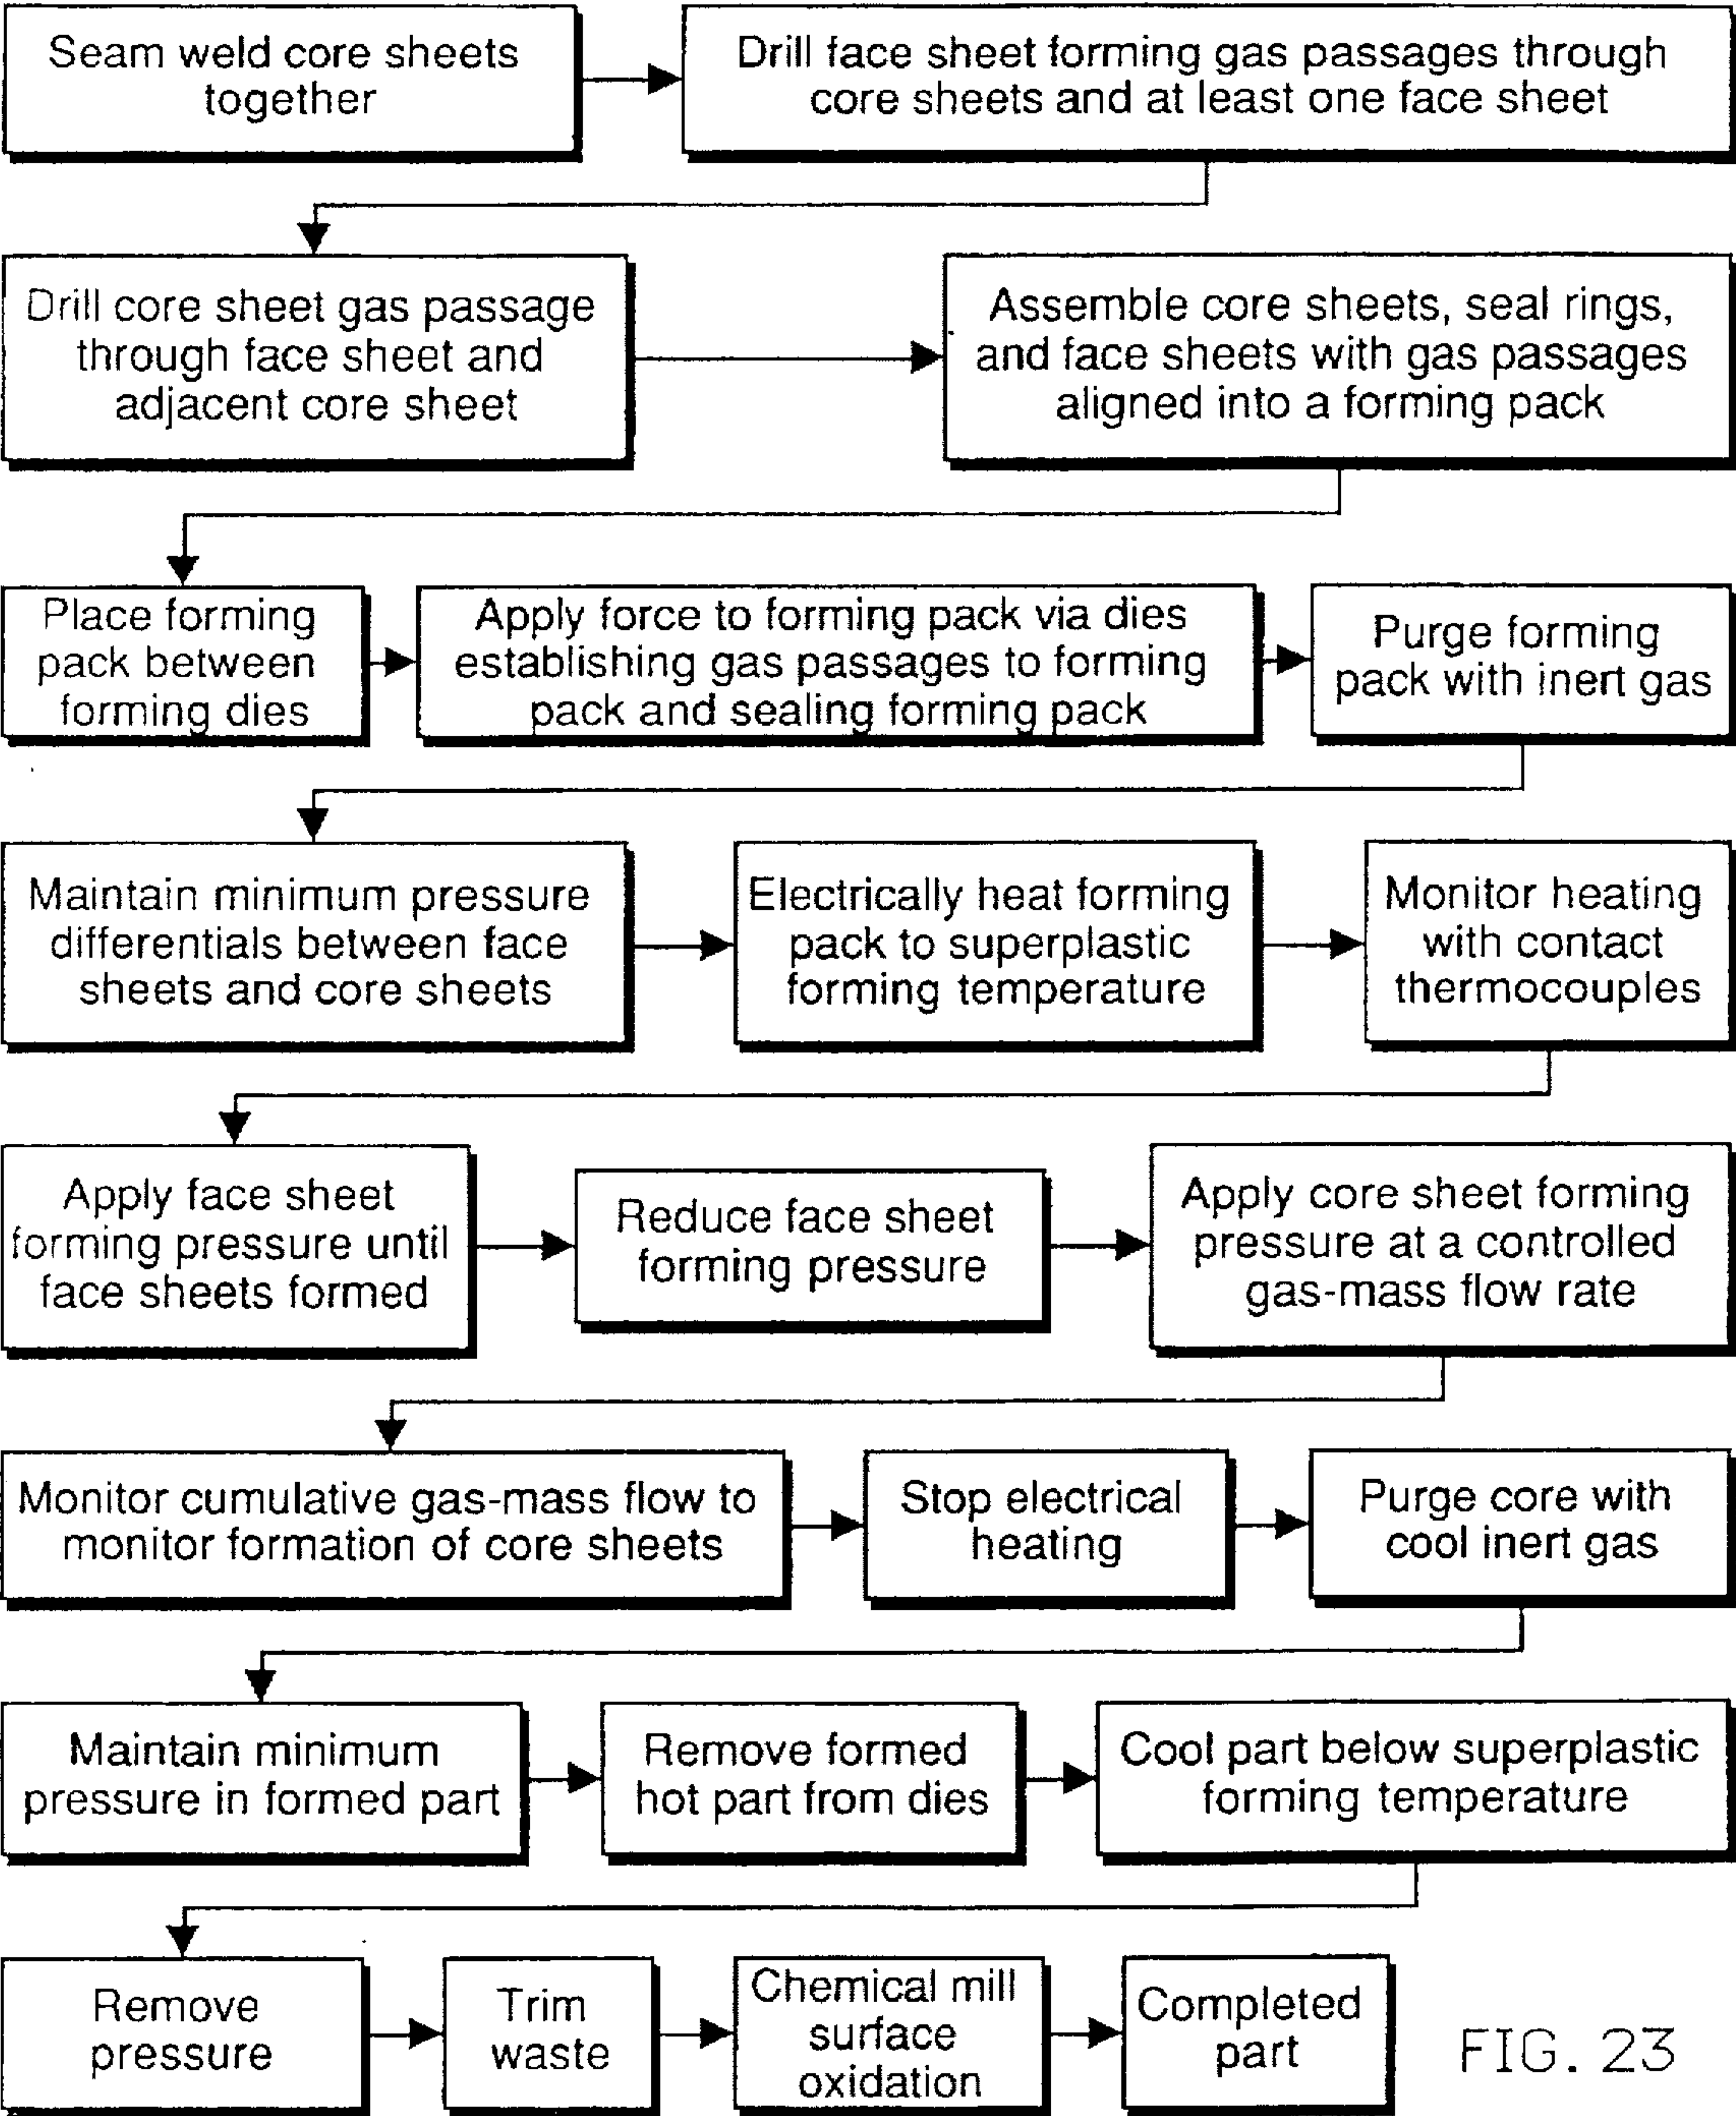 Seam weld core sheets
together
Drill face sheet forming gas passages through
core sheets and at least one face sheet
Drill core sheet gas passage
through face sheet and
adjacent core sheet
Assemble core sheets, seal rings,
and face sheets with gas passages
aligned into a forming pack
Place forming
pack between
forming dies
Apply force to forming pack via dies
establishing gas passages to forming
pack and sealing forming pack
Purge forming
pack with inert gas
Maintain minimum pressure
differentials between face
sheets and core sheets
Electrically heat forming
pack to superplastic
forming temperature
Monitor heating
with contact
thermocouples
Apply face sheet
forming pressure until
face sheets formed
Reduce face sheet
forming pressure
Apply core sheet forming
pressure at a controlled
gas-mass flow rate
Monitor cumulative gas-mass flow to
monitor formation of core sheets
Stop electrical
heating
Purge core with
cool inert gas
Maintain minimum
pressure in formed part
Remove formed
hot part from dies
Cool part below superplastic
forming temperature
Remove
pressure
Trim
waste
Chemical mill
surface
oxidation
Completed
part
FIG. 23